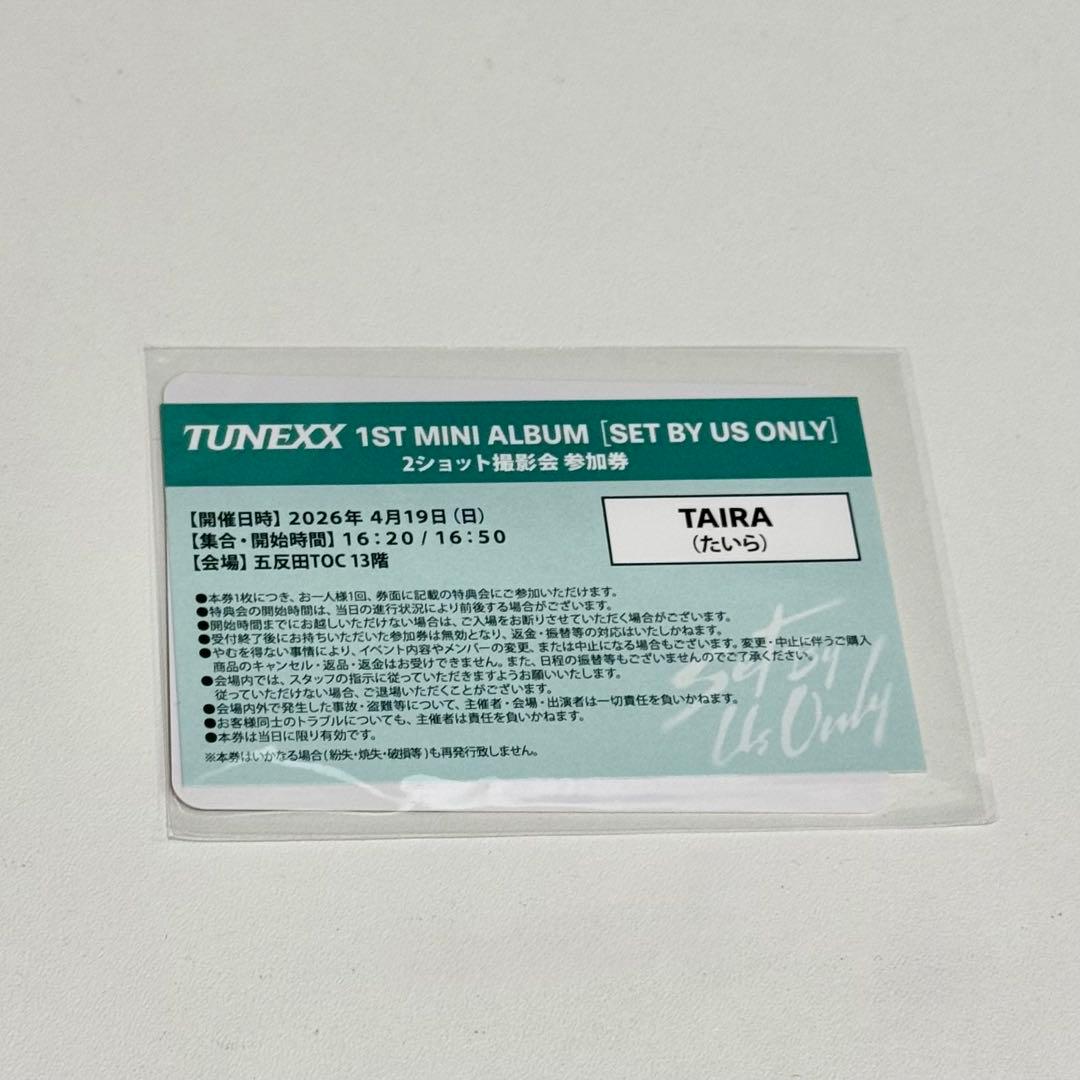 TUNEXX 1ST MINI ALBUM [SET BY US ONLY]
2ショット撮影会 参加券
【開催日時】2026年 4月19日(日)
【集合・開始時間】16:20 / 16:50
【会場】五反田TOC 13階
TAIRA
(たいら)
●本券1枚につき、お一人様1回、券面に記載の特典会にご参加いただけます。
●特典会の開始時間は、当日の進行状況により前後する場合がございます。
●開始時間までにお越しいただけない場合は、ご入場をお断りさせていただく場合がございます。
●受付終了後にお持ちいただいた参加券は無効となり、返金・振替等の対応はいたしかねます。
●やむを得ない事情により、イベント内容やメンバーの変更、または中止になる場合もございます。変更・中止に伴うご購入
商品のキャンセル・返品・返金はお受けできません。また、日程の振替等もございませんのでご了承ください。
●会場内では、スタッフの指示に従っていただきますようお願いいたします。
従っていただけない場合、ご退場いただくことがございます。
●会場内外で発生した事故・盗難等について、主催者・会場・出演者は一切責任を負いかねます。
●お客様同士のトラブルについても、主催者は責任を負いかねます。
●本券は当日に限り有効です。
※本券はいかなる場合(紛失・焼失・破損等)も再発行致しません。
Set by
Us Only